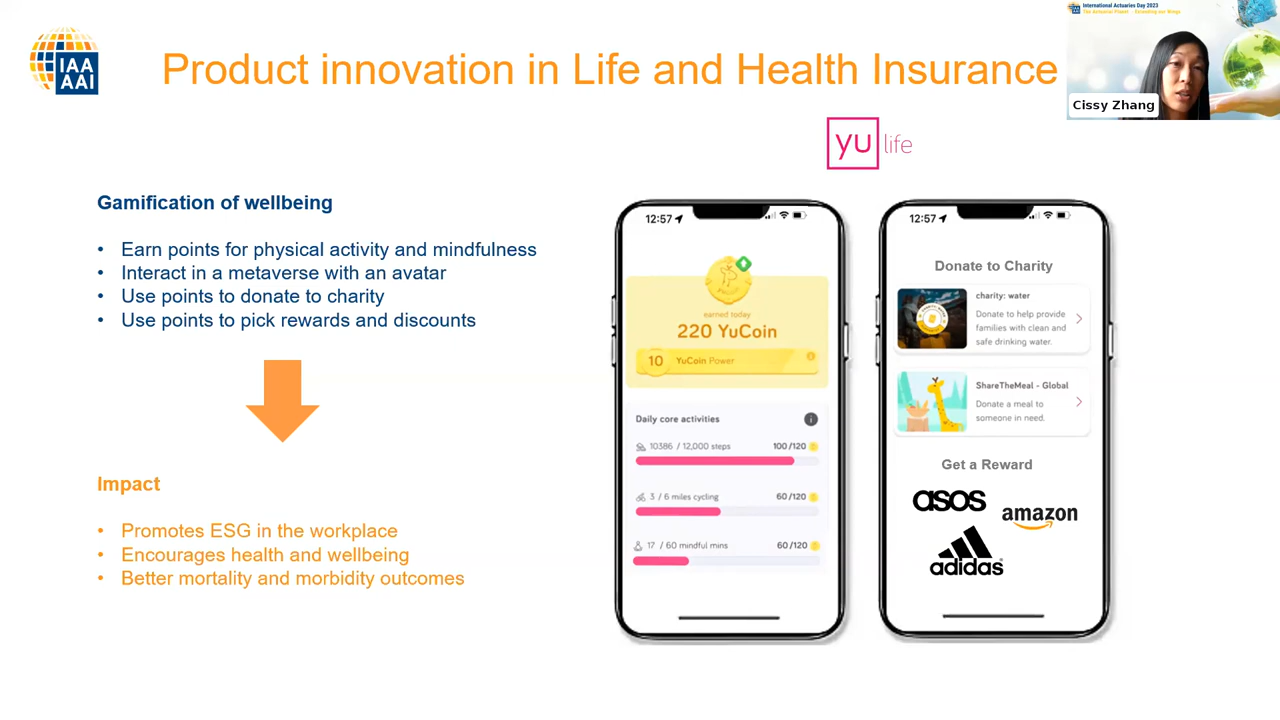 International Actuaries Day 2023
IAA
AAI
Product innovation in Life and Health Insurance
Cissy Zhang
yu life
Gamification of wellbeing
• Earn points for physical activity and mindfulness
• Interact in a metaverse with an avatar
• Use points to donate to charity
• Use points to pick rewards and discounts
Impact
• Promotes ESG in the workplace
• Encourages health and wellbeing
• Better mortality and morbidity outcomes
12:57
earned today
220 YuCoin
10 YuCoin Power
Daily core activities
10386 / 12,000 steps 100/120
3 / 6 miles cycling 60/120
17 / 60 mindful mins 60/120
12:57
Donate to Charity
charity: water
Donate to help provide
families with clean and
safe drinking water.
ShareTheMeal - Global
Donate a meal to
someone in need.
Get a Reward
asos
amazon
adidas